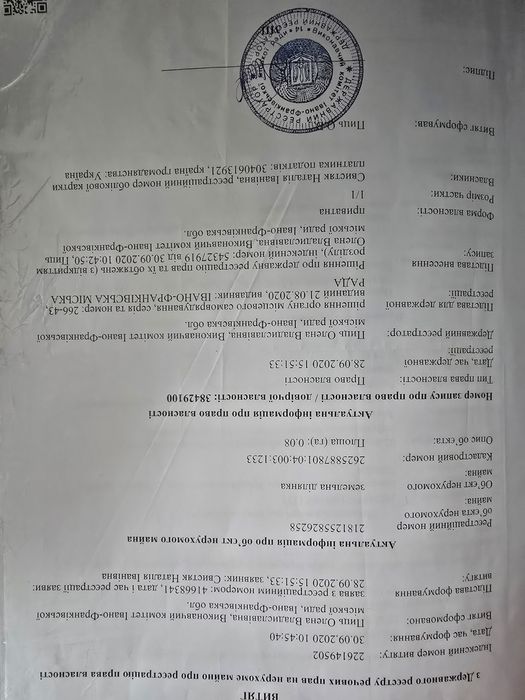 ВИТЯГ
з Державного реєстру речових прав на нерухоме майно про реєстрацію права власності
Індексний номер витягу: 226149502
Дата, час формування: 30.09.2020 10:45:40
Витяг сформовано: Пиць Олена Владиславівна, Виконавчий комітет Івано-Франківської
міської ради, Івано-Франківська обл.
Підстава формування заява з реєстраційним номером: 41668341, дата і час реєстрації заяви:
витягу: 28.09.2020 15:51:33, заявник: Свистяк Наталія Іванівна
Актуальна інформація про об'єкт нерухомого майна
Реєстраційний номер 2181255826258
об'єкта нерухомого
майна:
Об'єкт нерухомого земельна ділянка
майна:
Кадастровий номер: 2625887801:04:003:1233
Опис об'єкта: Площа (га): 0.08
Актуальна інформація про право власності
Номер запису про право власності / довірчої власності: 38429100
Тип права власності: Право власності
Дата, час державної 28.09.2020 15:51:33
реєстрації:
Державний реєстратор: Пиць Олена Владиславівна, Виконавчий комітет Івано-Франківської
міської ради, Івано-Франківська обл.
Підстава для державної рішення органу місцевого самоврядування, серія та номер: 266-43,
реєстрації: виданий 21.08.2020, видавник: ІВАНО-ФРАНКІВСЬКА МІСЬКА
РАДА
Підстава внесення Рішення про державну реєстрацію прав та їх обтяжень (з відкриттям
запису: розділу), індексний номер: 54327919 від 30.09.2020 10:42:50, Пиць
Олена Владиславівна, Виконавчий комітет Івано-Франківської
міської ради, Івано-Франківська обл.
Форма власності: приватна
Розмір частки: 1/1
Власники: Свистяк Наталія Іванівна, реєстраційний номер облікової картки
платника податків: 3040613921, країна громадянства: Україна
Витяг сформував: Пиць О.В.
Підпис: